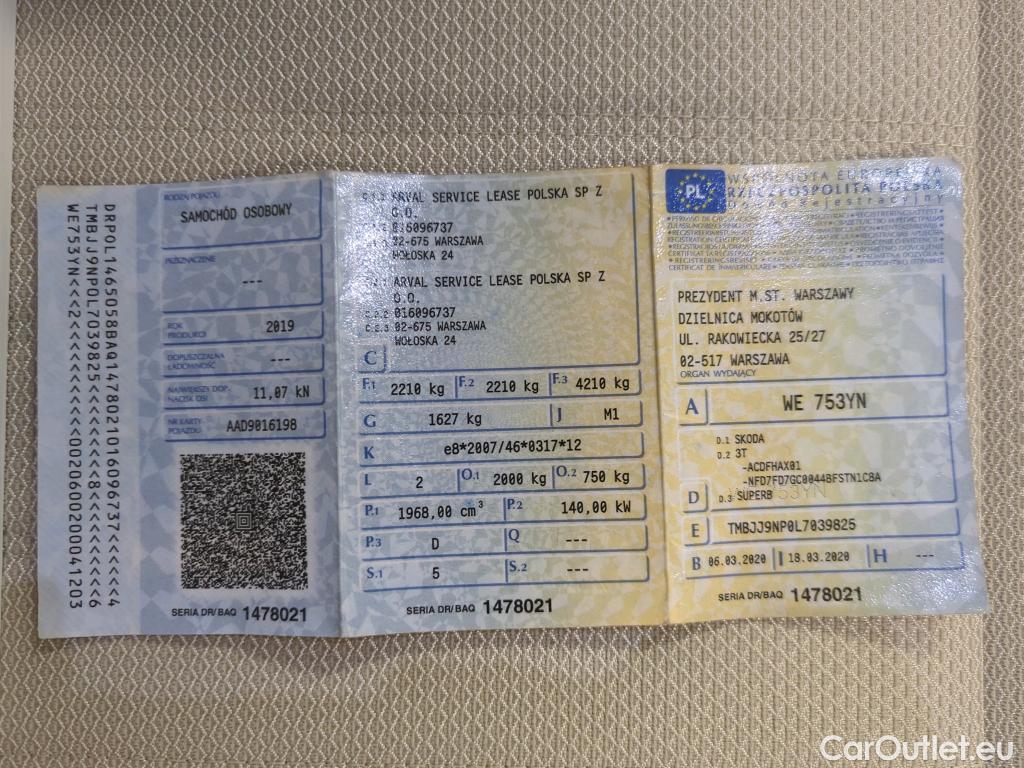 DRPOL1465058BAQ1478021016096737<<<<<4
TMBJJ9NP0L7039825<<<<<<<<<<<<8<<<<<<6
WE753YN<<<2<<<<<<<<<<<002006002000041203
RODZAJ POJAZDU
SAMOCHÓD OSOBOWY
PRZEZNACZENIE
---
ROK PRODUKCJI 2019
DOPUSZCZALNA ŁADOWNOŚĆ ---
NAJWIĘKSZY DOP. NACISK OSI 11,07 kN
NR KARTY POJAZDU AAD9016198
SERIA DR/BAQ 1478021
ARVAL SERVICE LEASE POLSKA SP Z
O.O.
016096737
02-675 WARSZAWA
WOŁOSKA 24
ARVAL SERVICE LEASE POLSKA SP Z
O.O.
C.2.2 016096737
C.2.3 02-675 WARSZAWA
WOŁOSKA 24
C
F.1 2210 kg F.2 2210 kg F.3 4210 kg
G 1627 kg J M1
K e8*2007/46*0317*12
L 2 O.1 2000 kg O.2 750 kg
P.1 1968,00 cm³ P.2 140,00 kW
P.3 D Q ---
S.1 5 S.2 ---
SERIA DR/BAQ 1478021
PL
WSPÓLNOTA EUROPEJSKA
RZECZPOSPOLITA POLSKA
Dowód Rejestracyjny
PREZYDENT M.ST. WARSZAWY
DZIELNICA MOKOTÓW
UL. RAKOWIECKA 25/27
02-517 WARSZAWA
ORGAN WYDAJĄCY
A WE 753YN
D.1 SKODA
D.2 3T
-ACDFHAX01
-NFD7FD7GC0044BFSTN1C8A
D D.3 SUPERB
E TMBJJ9NP0L7039825
B 06.03.2020 I 18.03.2020 H ---
SERIA DR/BAQ 1478021
CarOutlet.eu